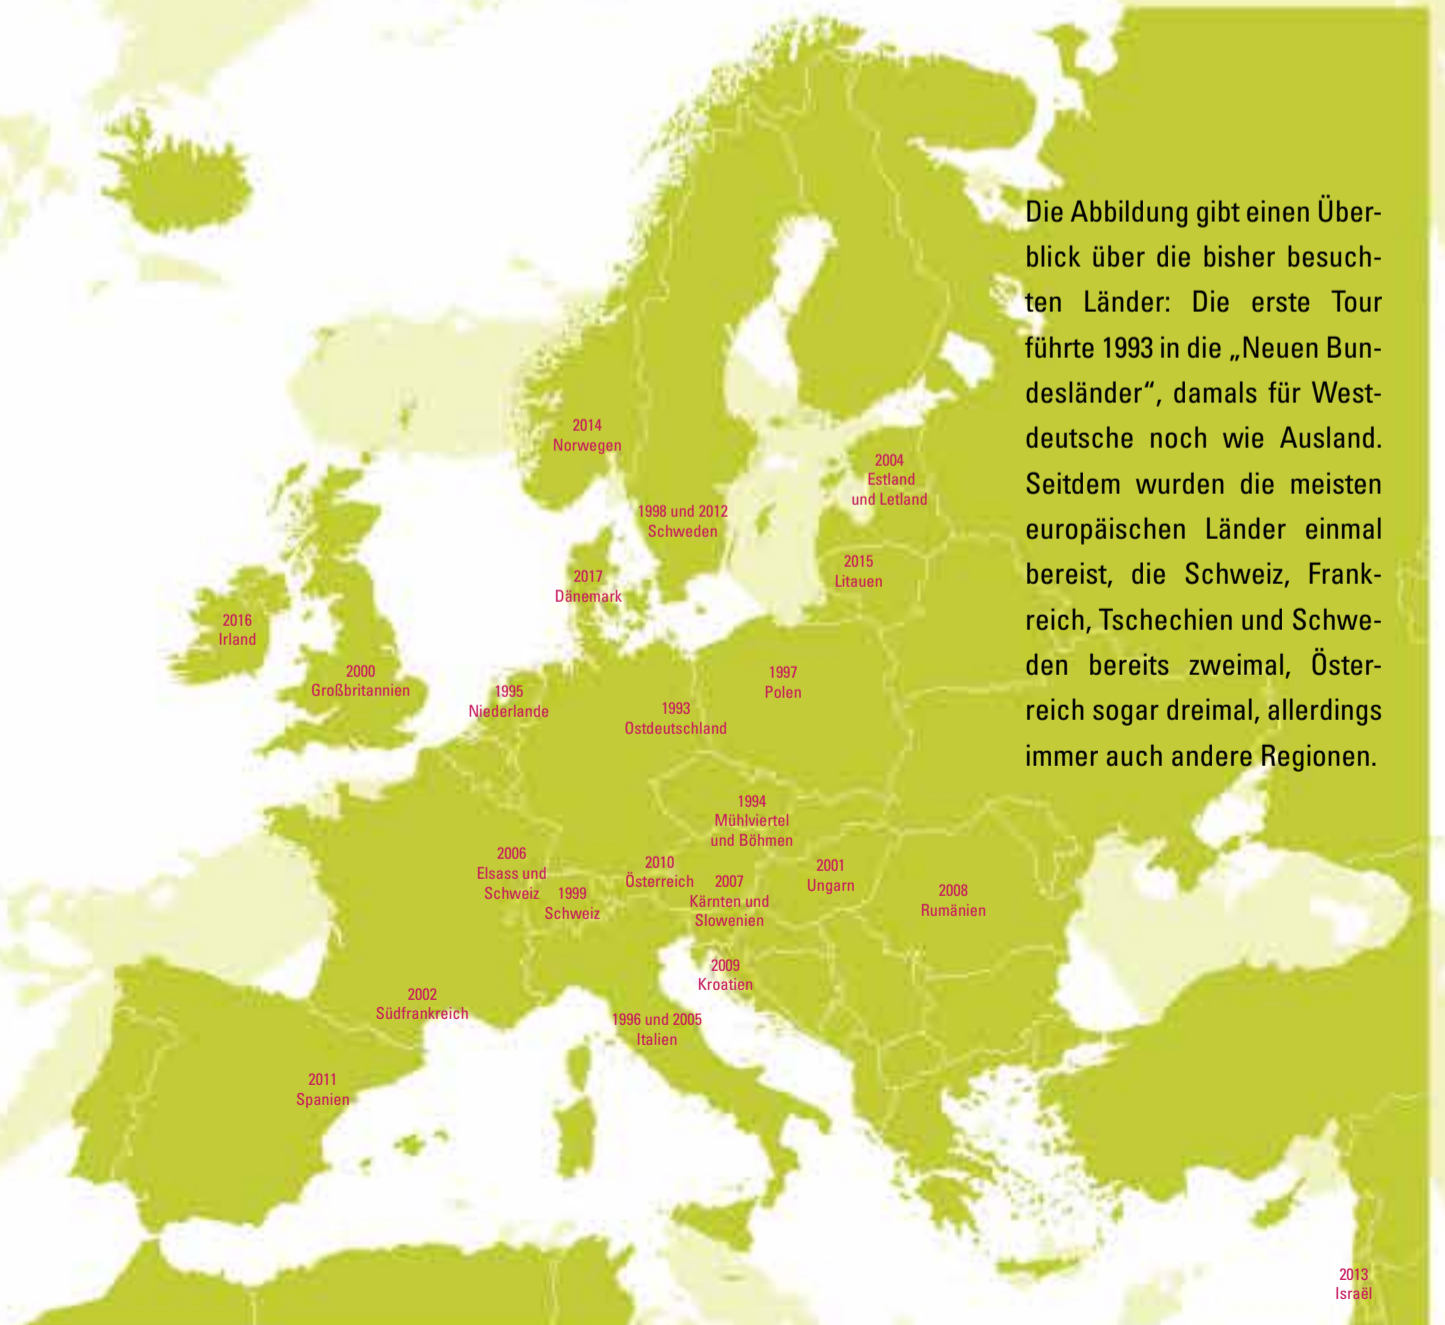 Die Abbildung gibt einen Über-
blick über die bisher besuch-
ten Länder: Die erste Tour
führte 1993 in die „Neuen Bun-
desländer“, damals für West-
deutsche noch wie Ausland.
Seitdem wurden die meisten
europäischen Länder einmal
bereist, die Schweiz, Frank-
reich, Tschechien und Schwe-
den bereits zweimal, Öster-
reich sogar dreimal, allerdings
immer auch andere Regionen.
2014
Norwegen
2004
Estland
und Letland
1998 und 2012
Schweden
2015
Litauen
2017
Dänemark
2016
Irland
2000
Großbritannien
1995
Niederlande
1997
Polen
1993
Ostdeutschland
1994
Mühlviertel
und Böhmen
2006
Elsass und
Schweiz
1999
Schweiz
2010
Österreich
2007
Kärnten und
Slowenien
2001
Ungarn
2008
Rumänien
2009
Kroatien
2002
Südfrankreich
1996 und 2005
Italien
2011
Spanien
2013
Israël